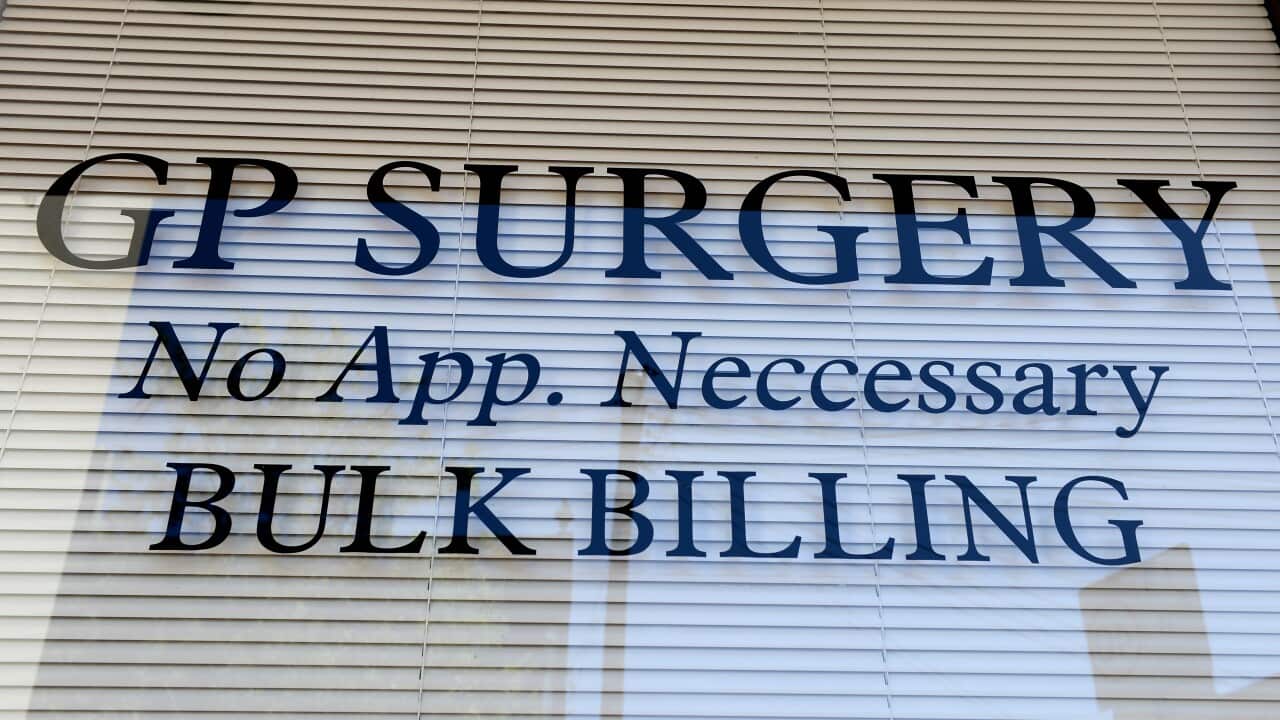 GP SURGERY
No App. Neccessary
BULK BILLING